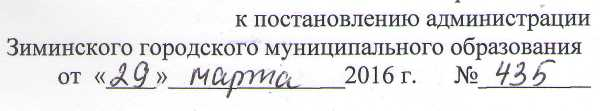 к постановлению администрации
Зиминского городского муниципального образования
от «29» марта 2016 г. № 435